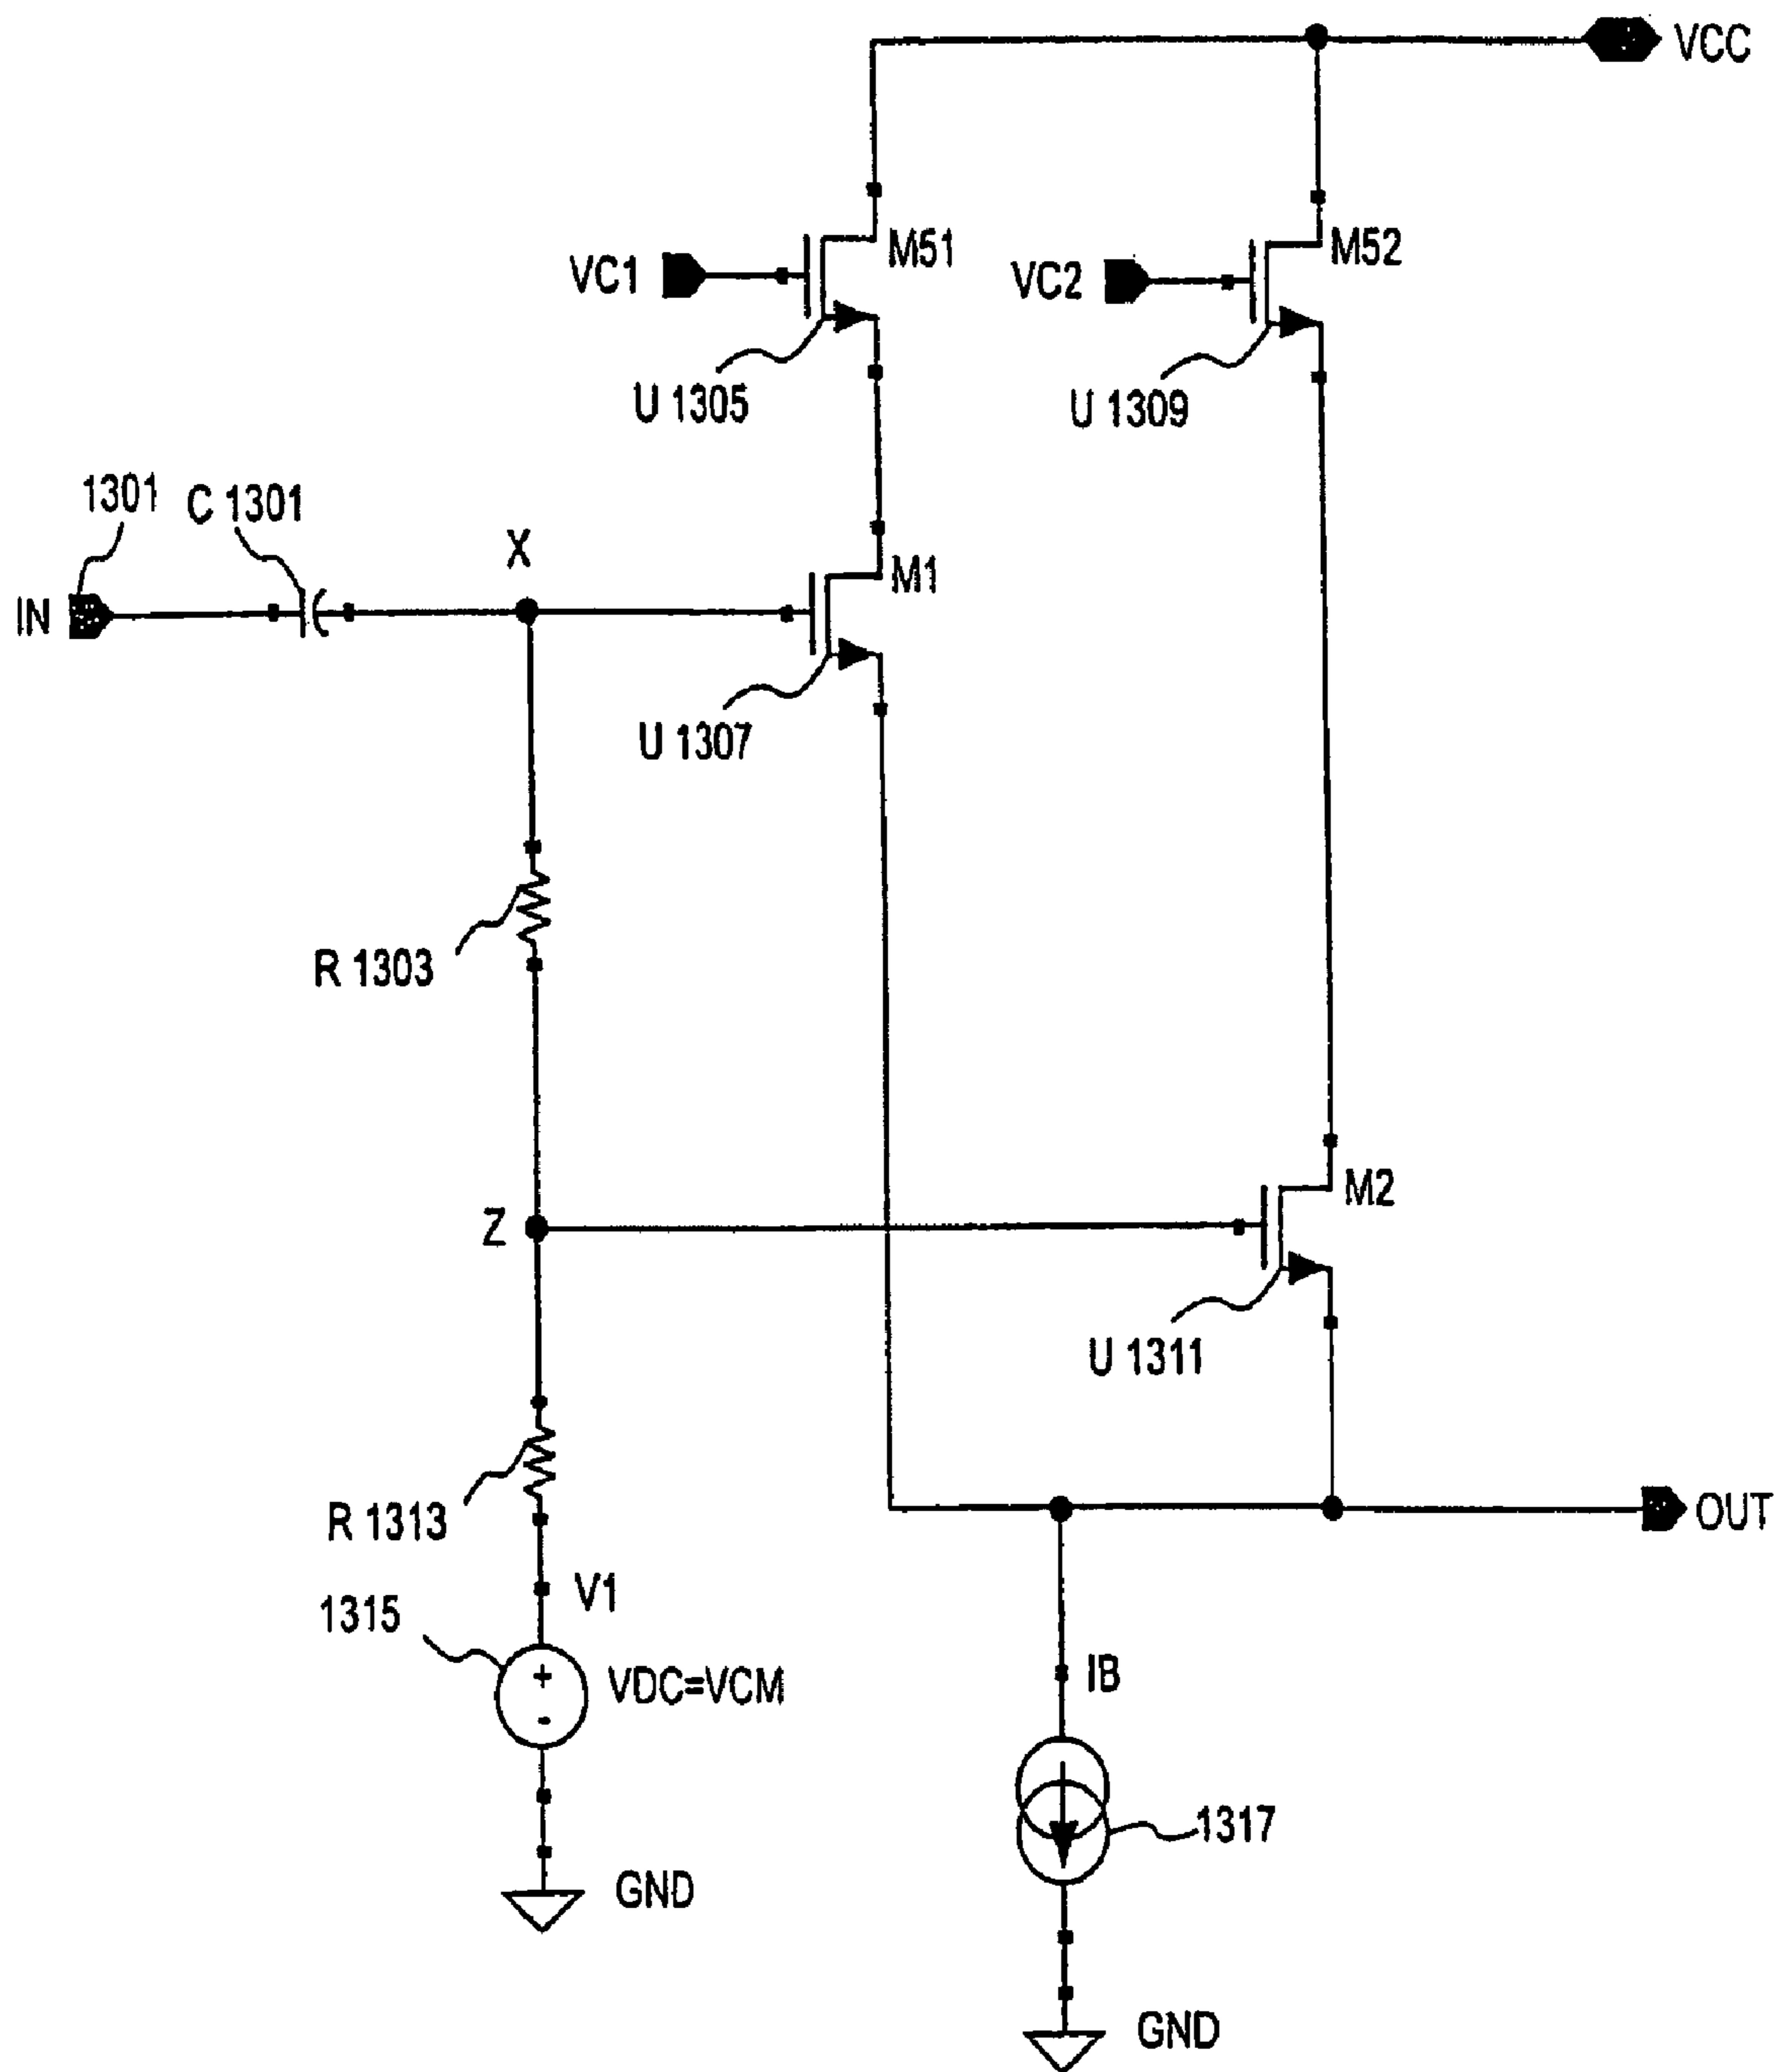 VCC
M51
M52
VC1
VC2
U 1305
U 1309
1301
C 1301
X
M1
IN
U 1307
R 1303
M2
Z
U 1311
R 1313
OUT
V1
1315
VDC=VCM
IB
1317
GND
GND